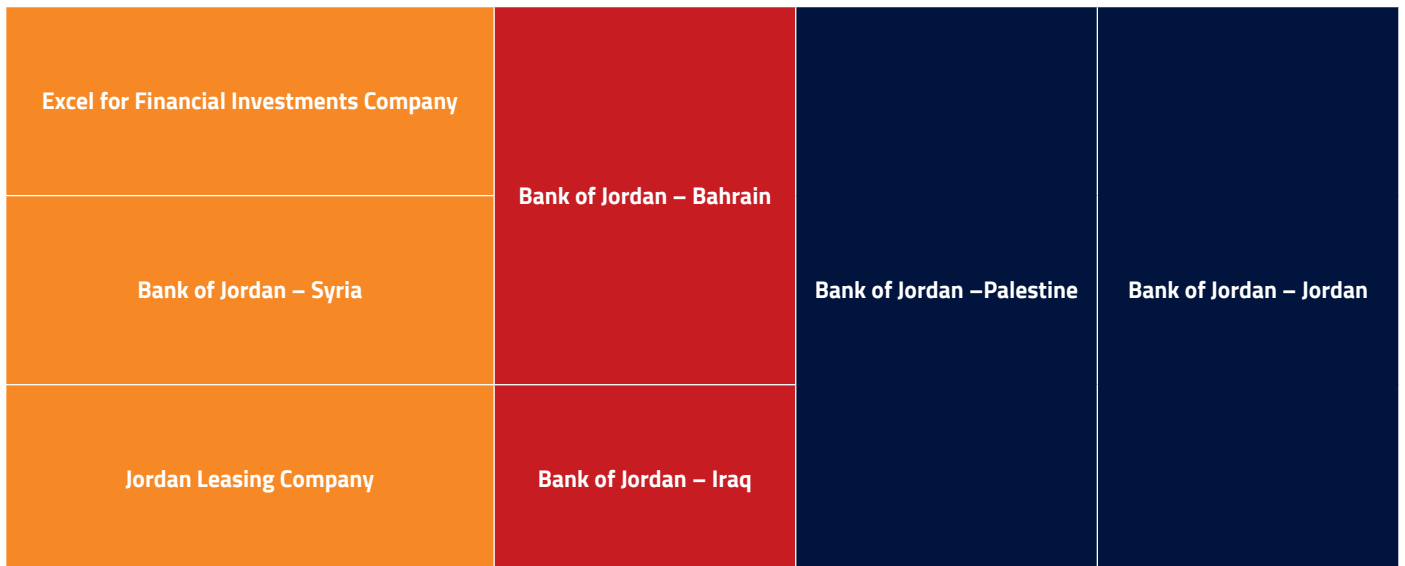 Excel for Financial Investments Company
Bank of Jordan – Bahrain
Bank of Jordan – Syria
Bank of Jordan –Palestine
Bank of Jordan – Jordan
Jordan Leasing Company
Bank of Jordan – Iraq